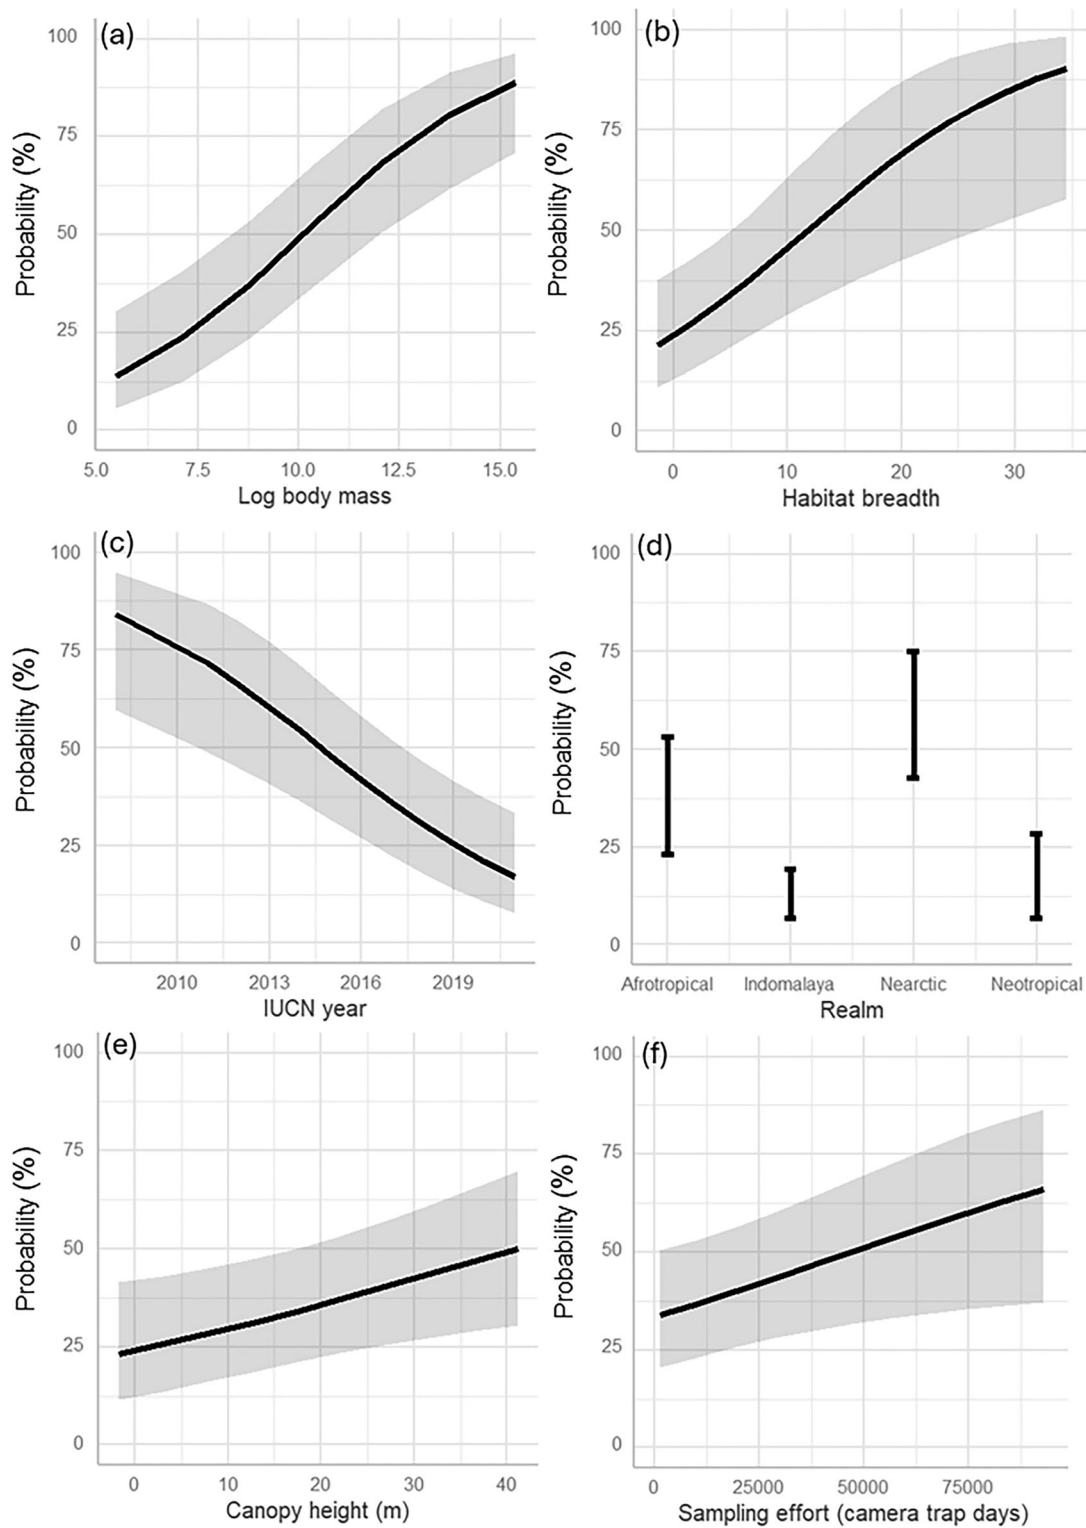 (a)
100
75
50
25
0
Probability (%)
5.0 7.5 10.0 12.5 15.0
Log body mass
(b)
100
75
50
25
0
Probability (%)
0 10 20 30
Habitat breadth
(c)
100
75
50
25
0
Probability (%)
2010 2013 2016 2019
IUCN year
(d)
100
75
50
25
0
Probability (%)
Afrotropical Indomalaya Nearctic Neotropical
Realm
(e)
100
75
50
25
0
Probability (%)
0 10 20 30 40
Canopy height (m)
(f)
100
75
50
25
0
Probability (%)
0 25000 50000 75000
Sampling effort (camera trap days)